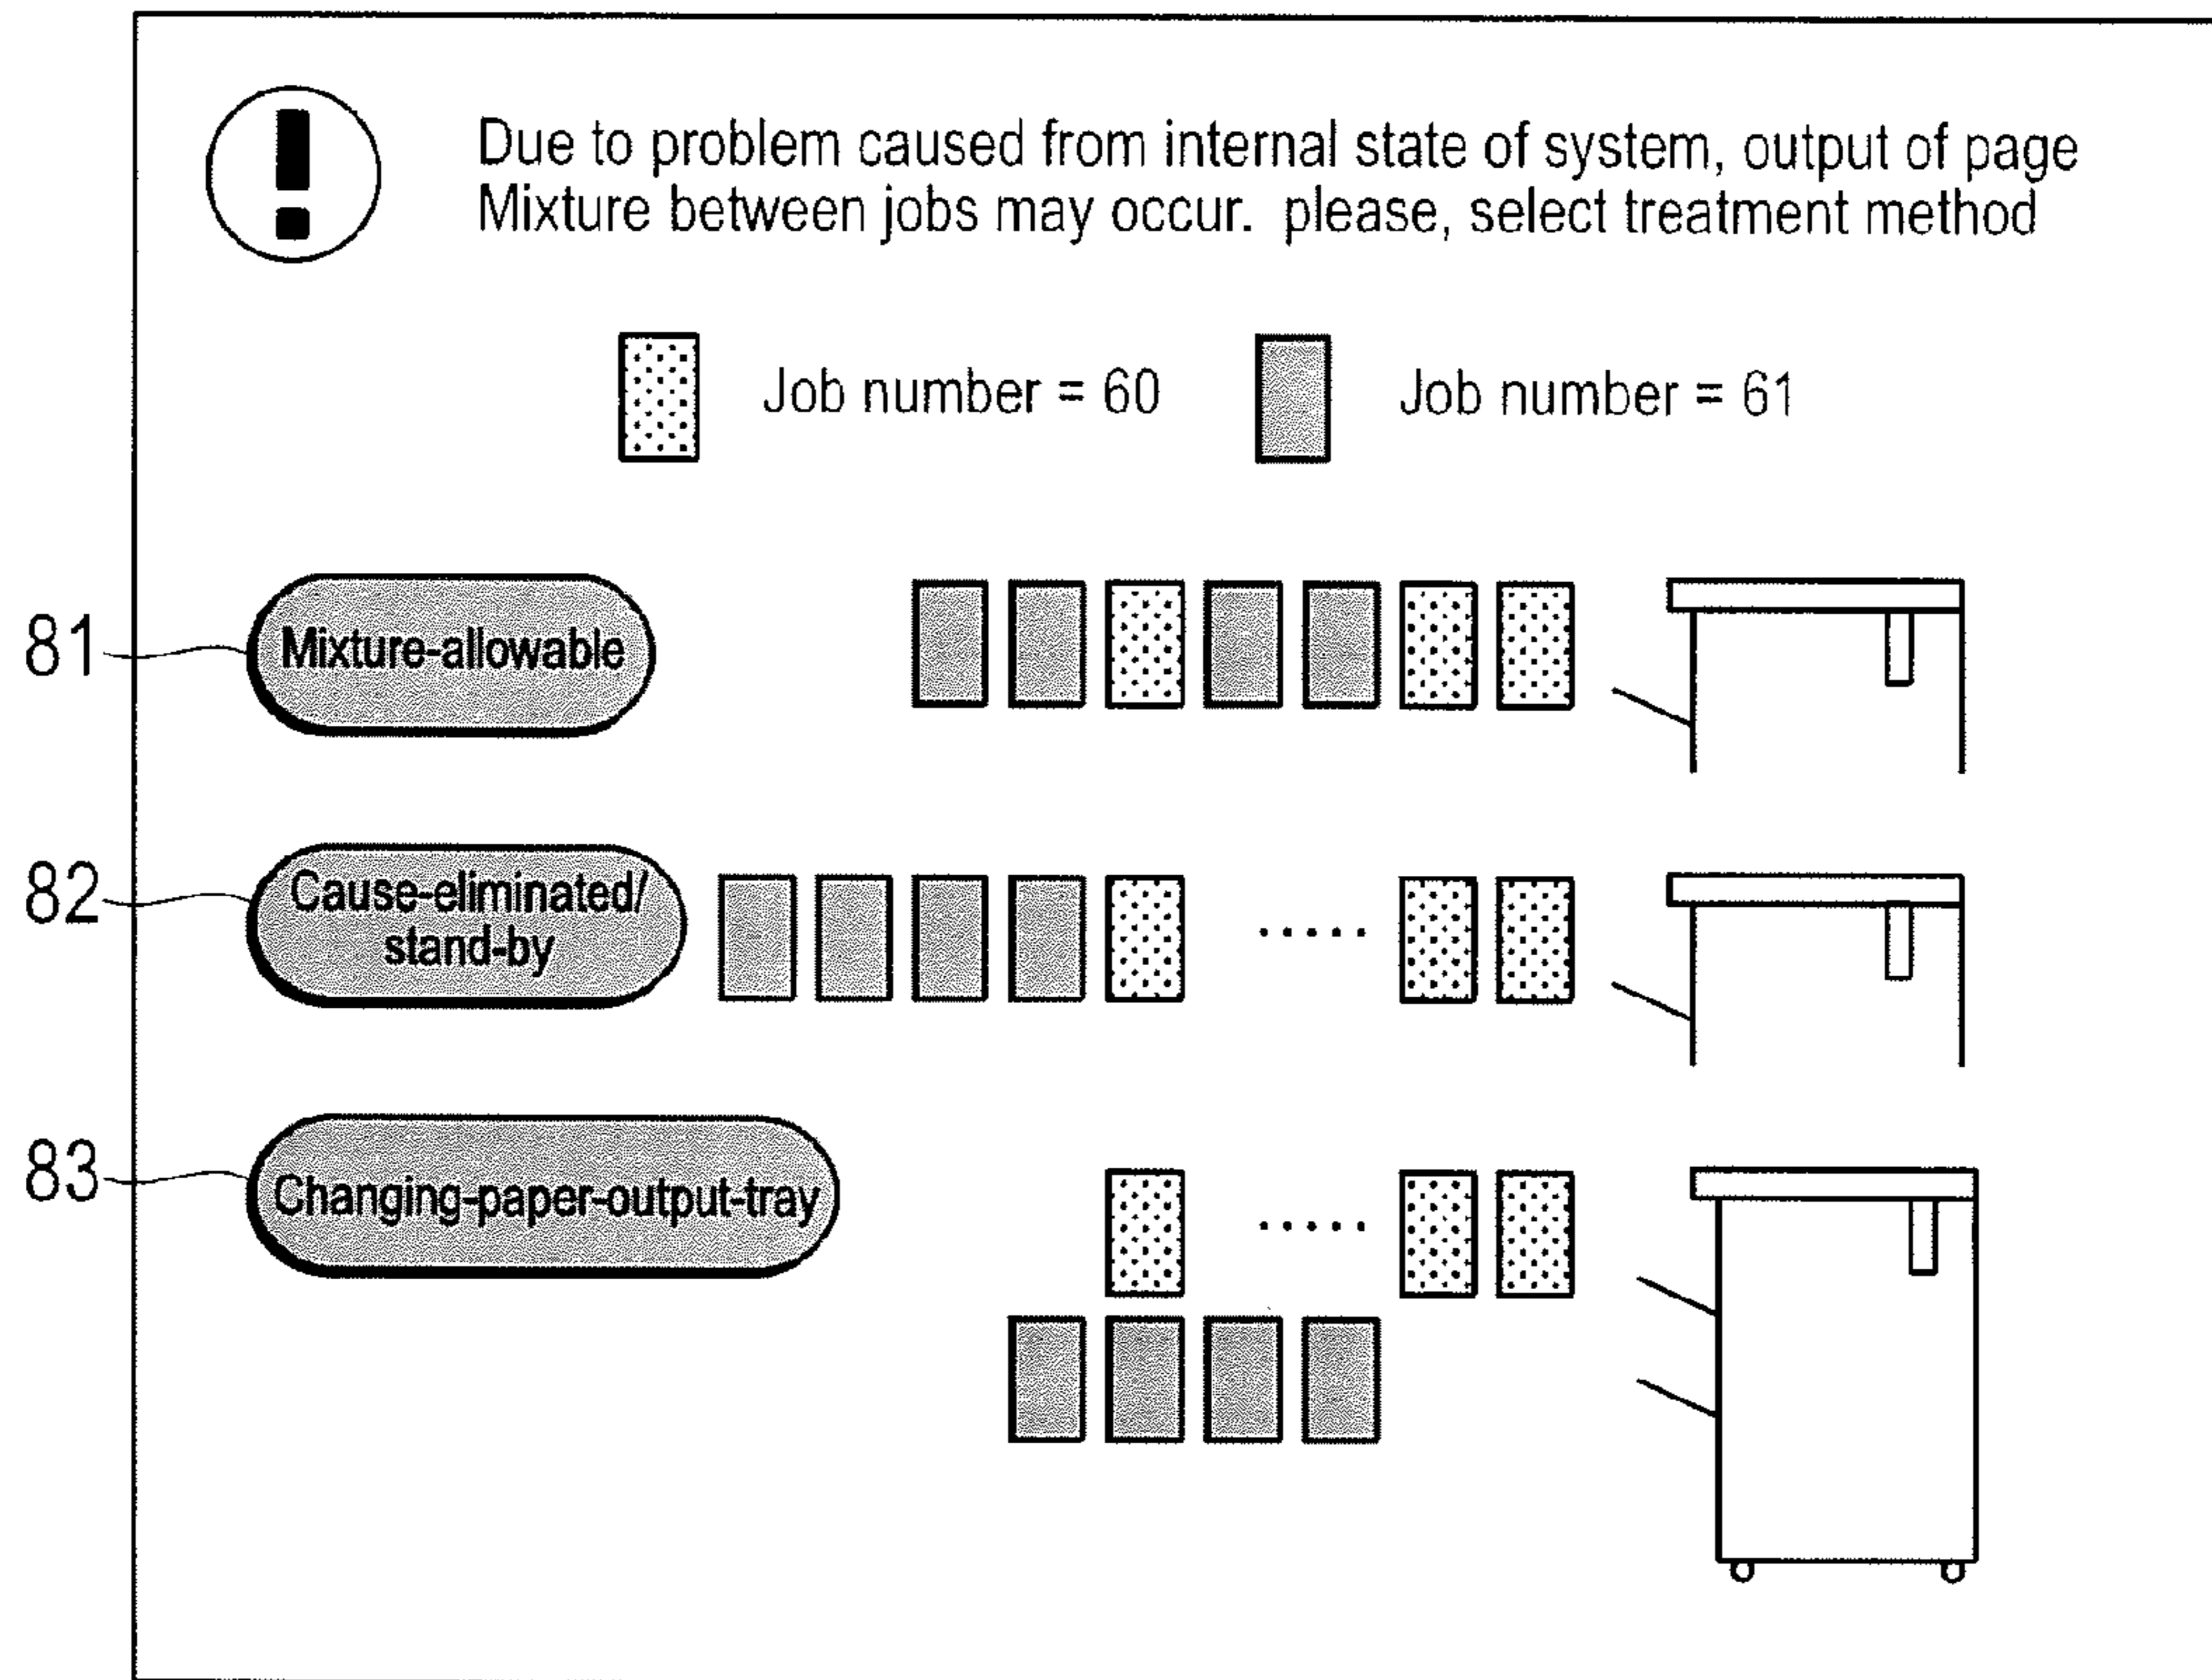 Due to problem caused from internal state of system, output of page
Mixture between jobs may occur. please, select treatment method
Job number = 60 Job number = 61
81 Mixture-allowable
82 Cause-eliminated/
stand-by
.....
83 Changing-paper-output-tray
.....